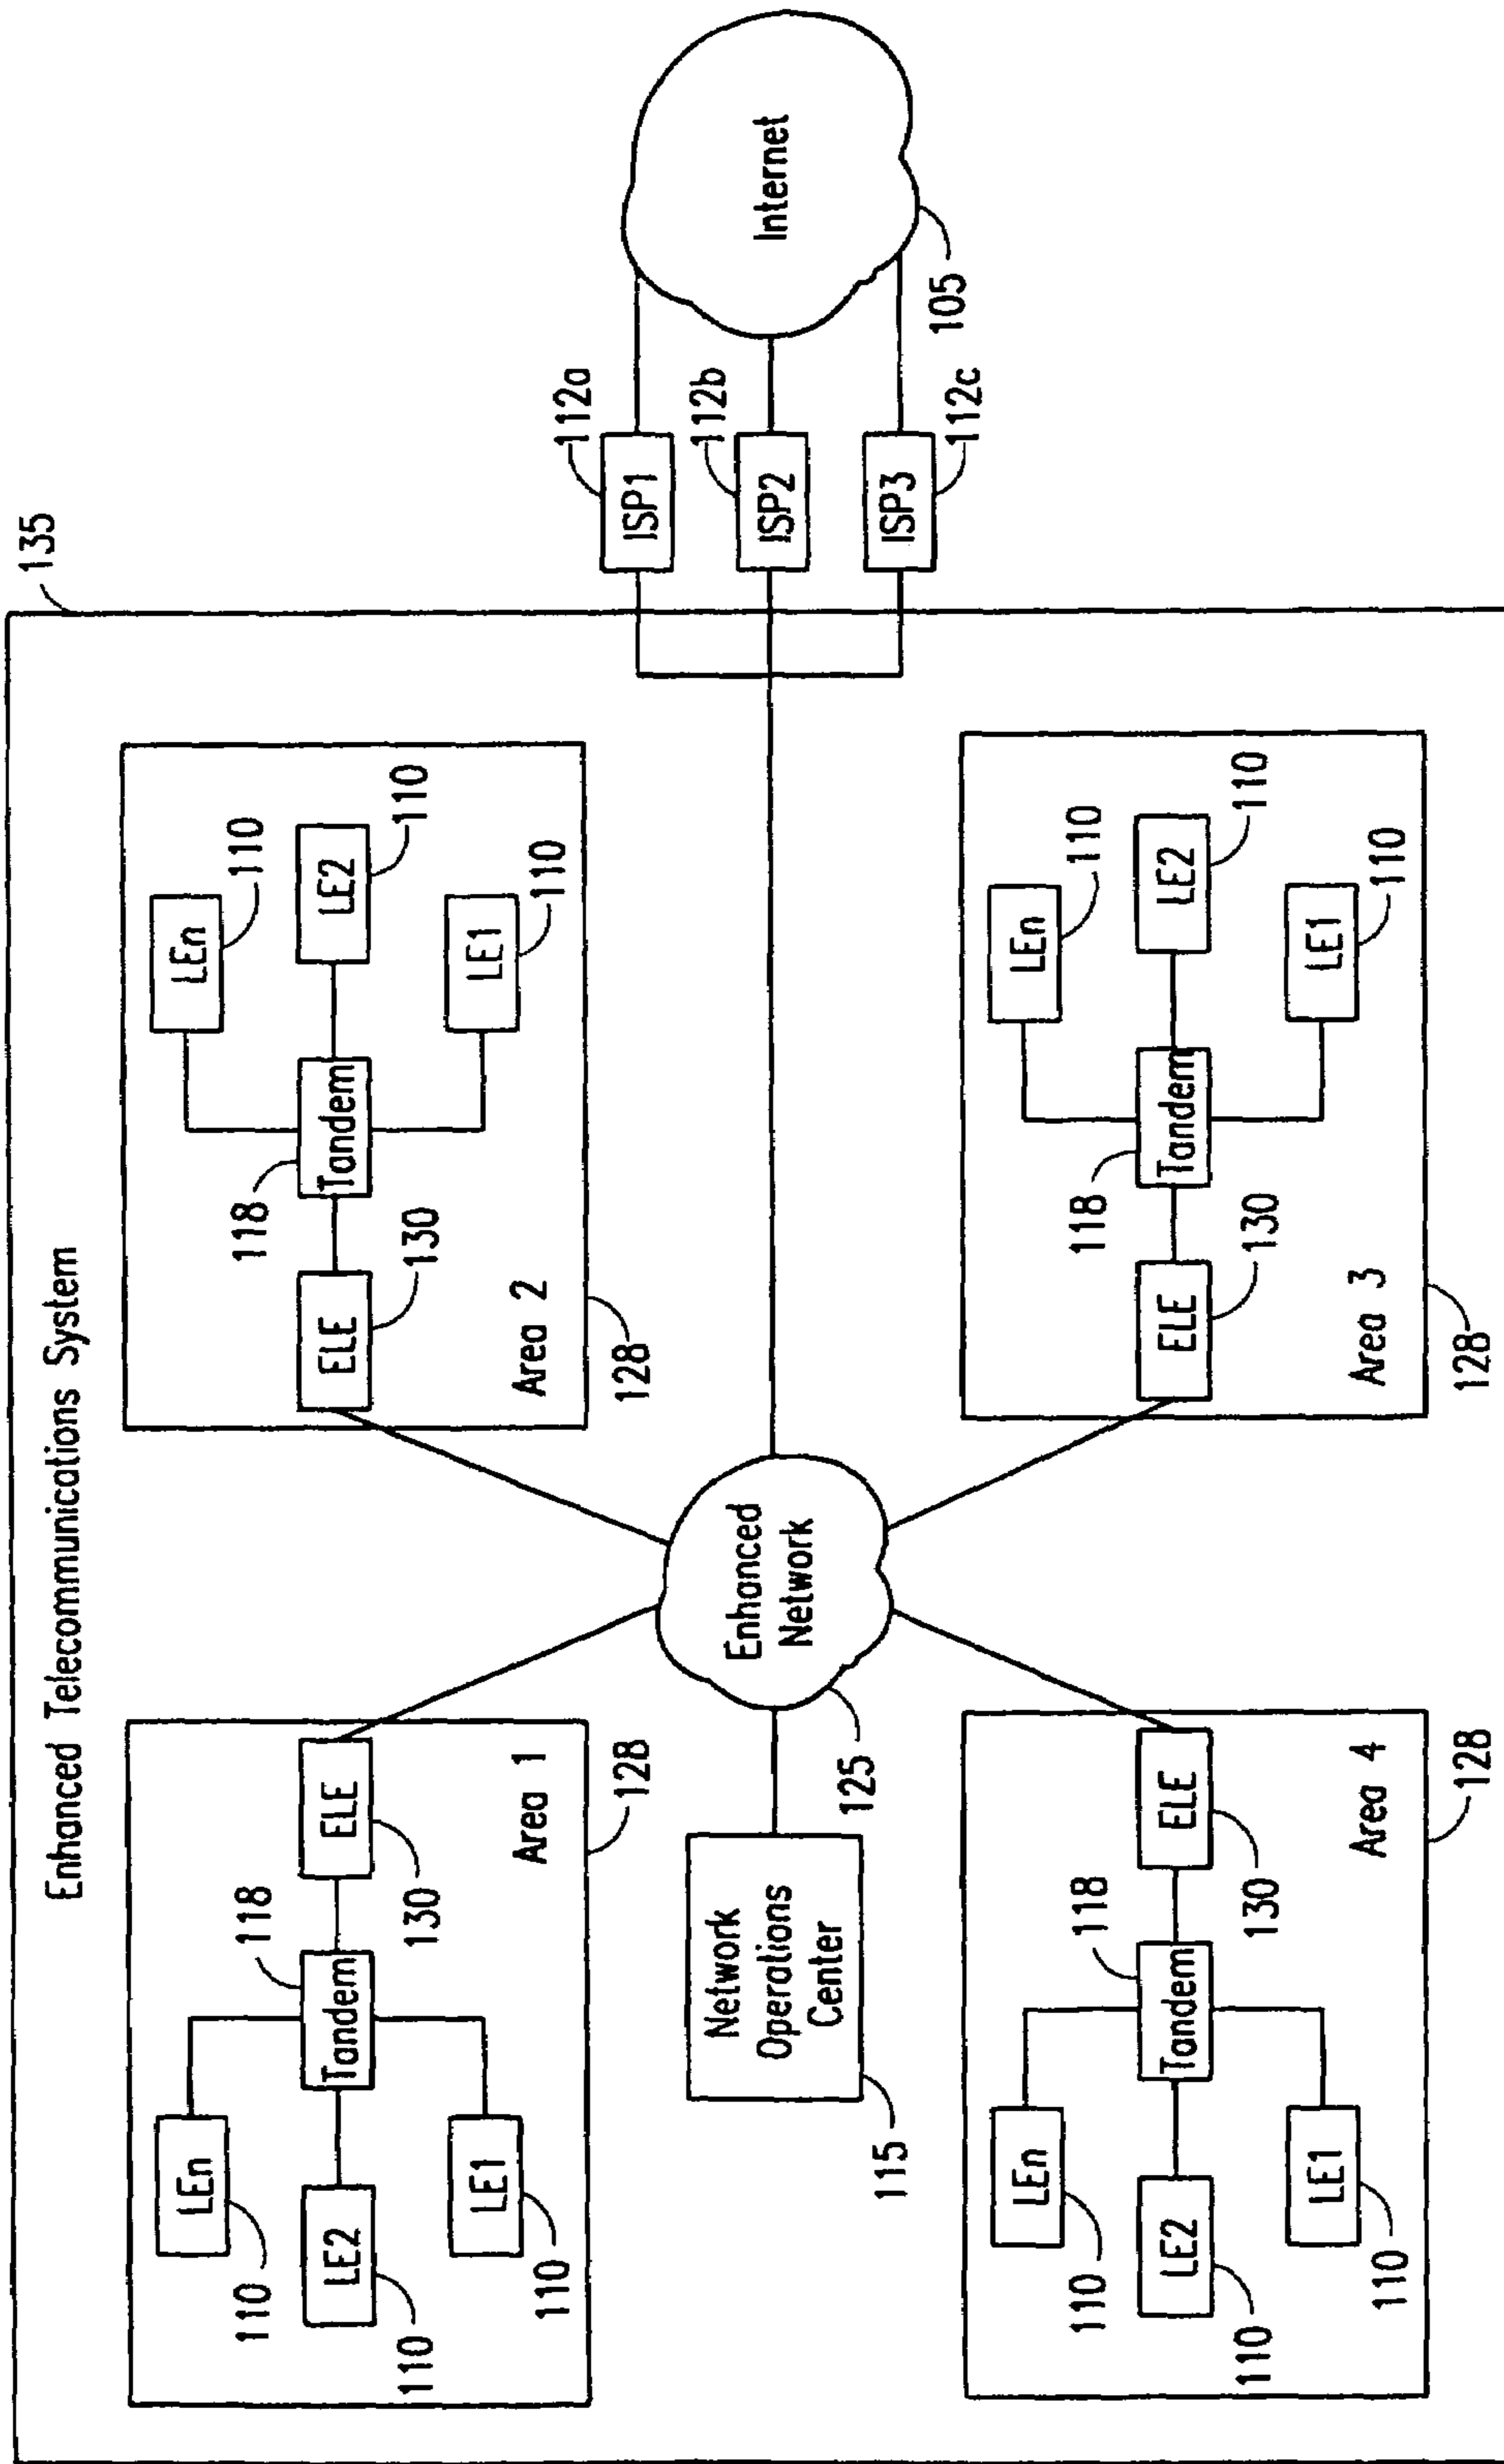 Enhanced Telecommunications System
135
Area 1
128
LEn
110
LE2
110
LE1
110
Tandem
118
ELE
130
Area 2
128
ELE
130
Tandem
118
LEn
110
LE2
110
LE1
110
Network
Operations
Center
115
Enhanced
Network
125
ISP1
112a
ISP2
112b
ISP3
112c
Internet
105
Area 4
128
LEn
110
LE2
110
LE1
110
Tandem
118
ELE
130
Area 3
128
ELE
130
Tandem
118
LEn
110
LE2
110
LE1
110